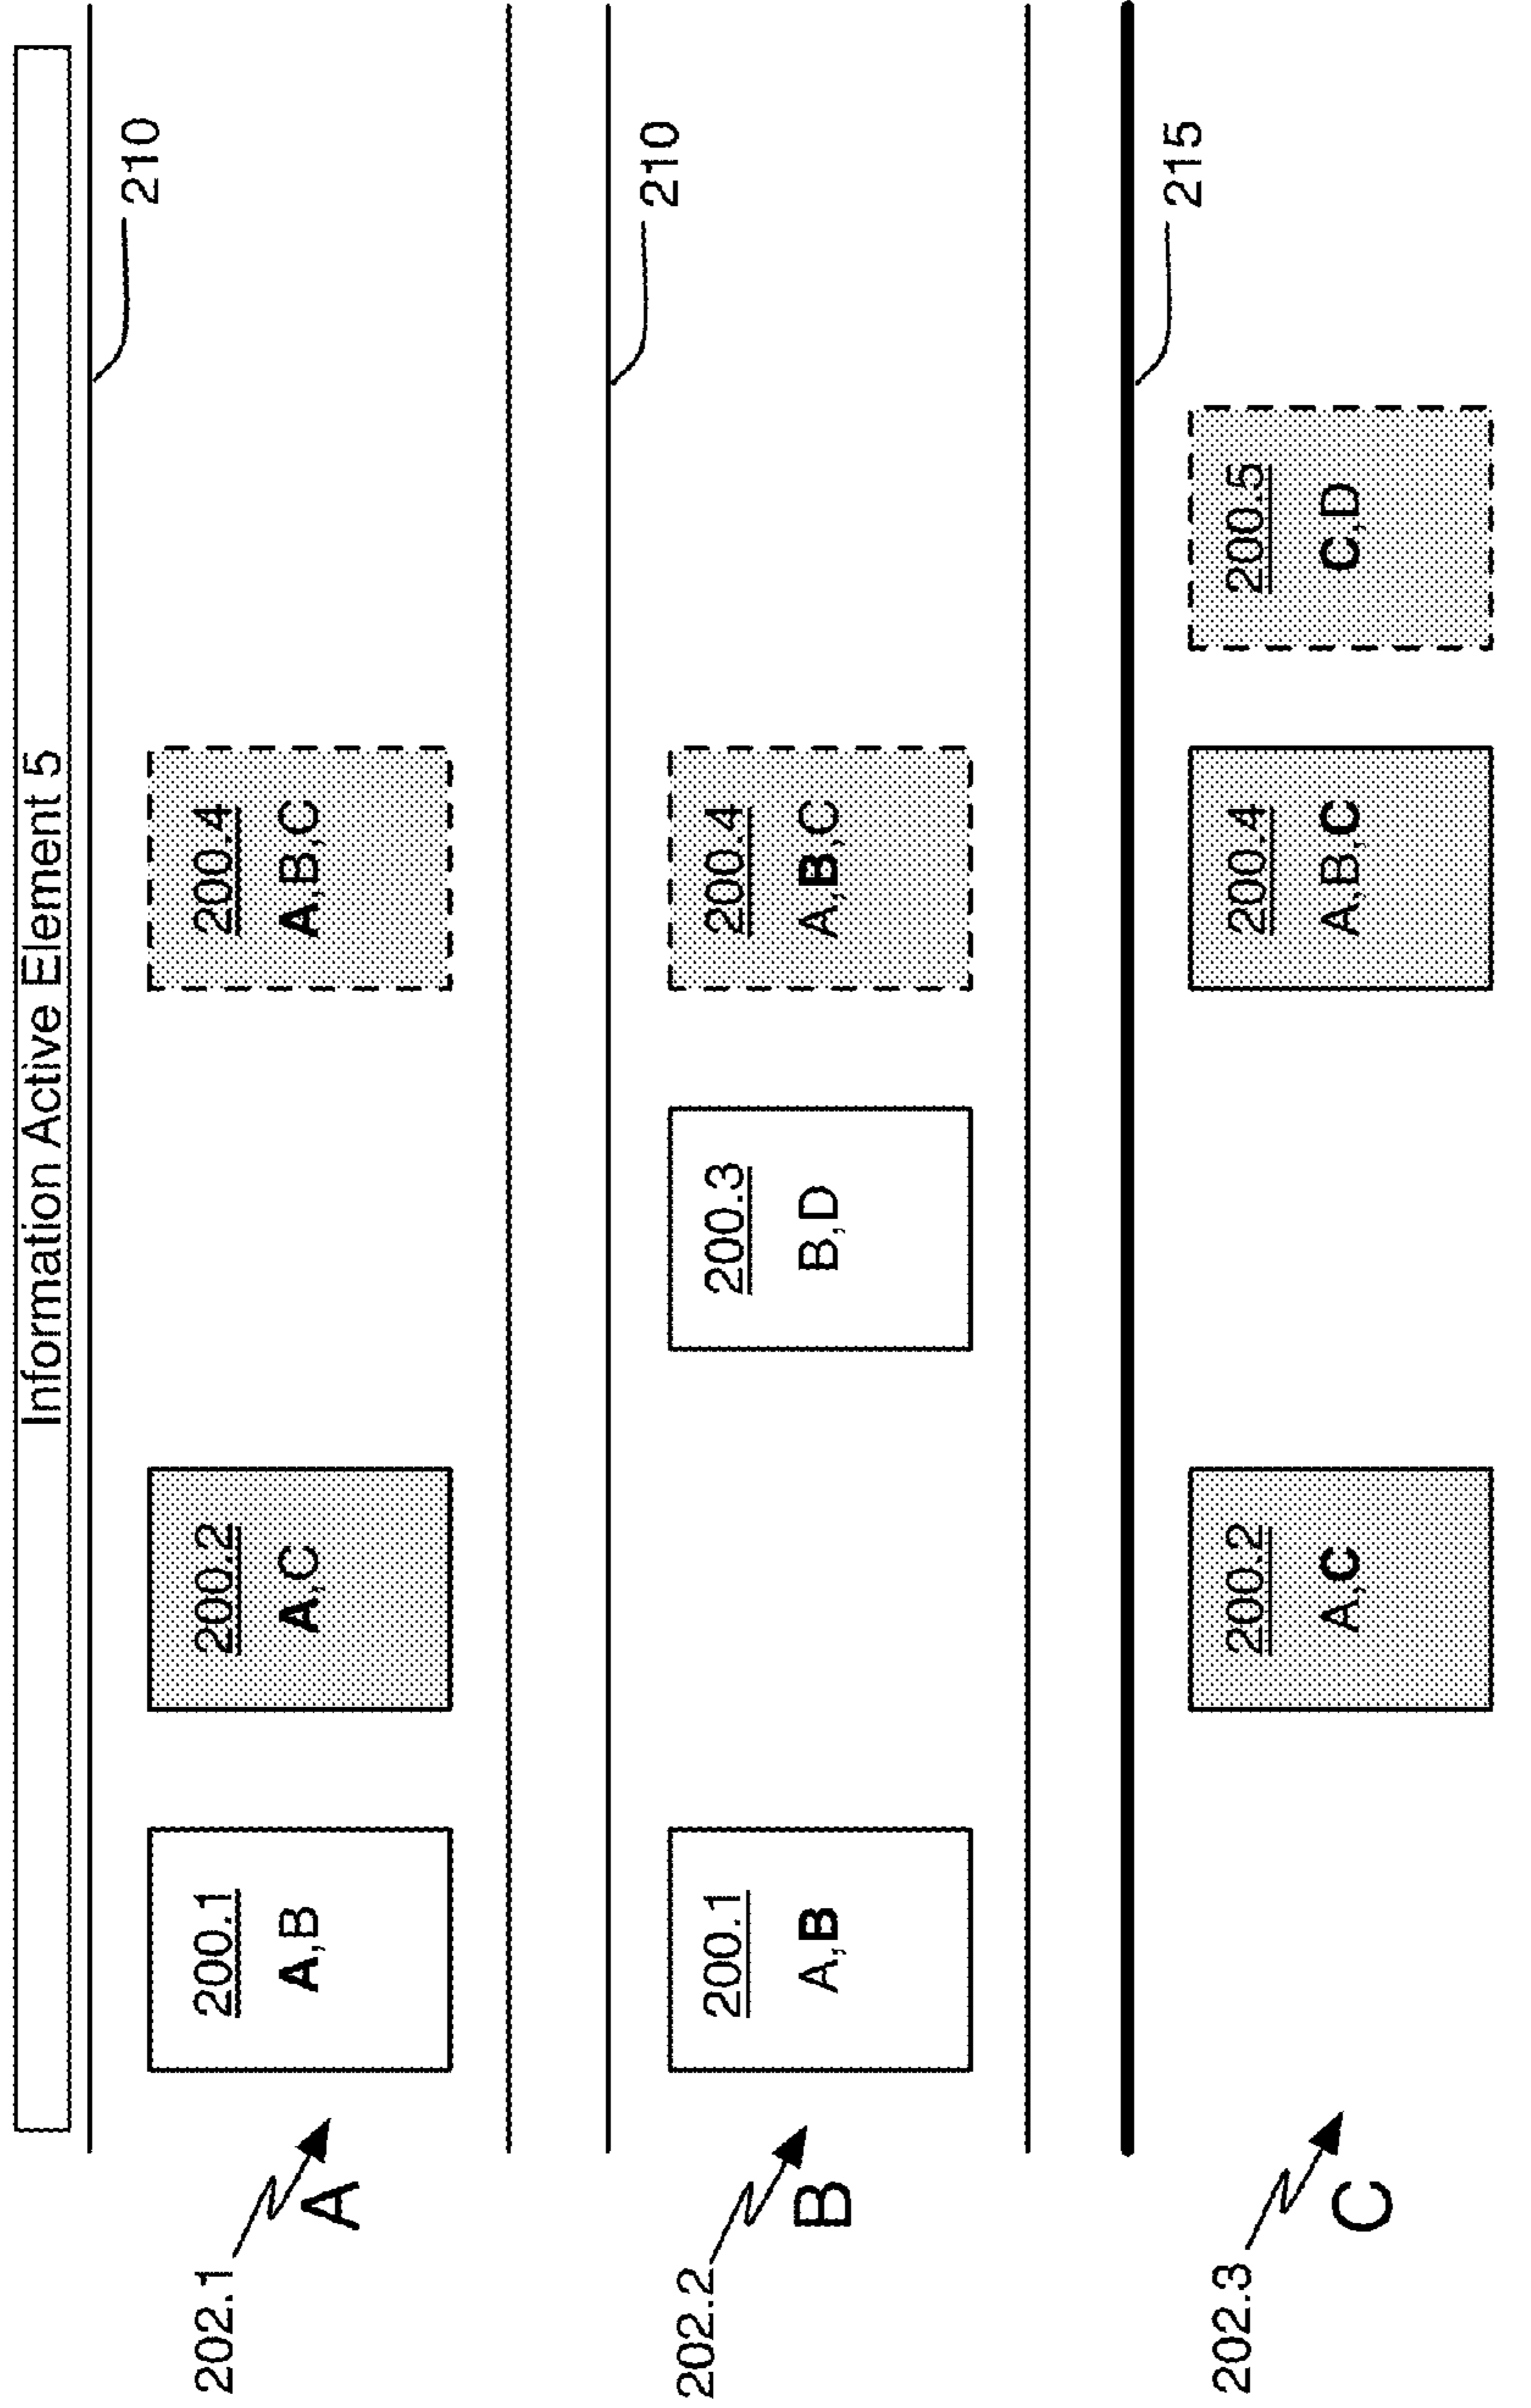 Information Active Element 5
210
202.1
A
200.1
A,B
200.2
A,C
200.4
A,B,C
210
202.2
B
200.1
A,B
200.3
B,D
200.4
A,B,C
215
202.3
C
200.2
A,C
200.4
A,B,C
200.5
C,D